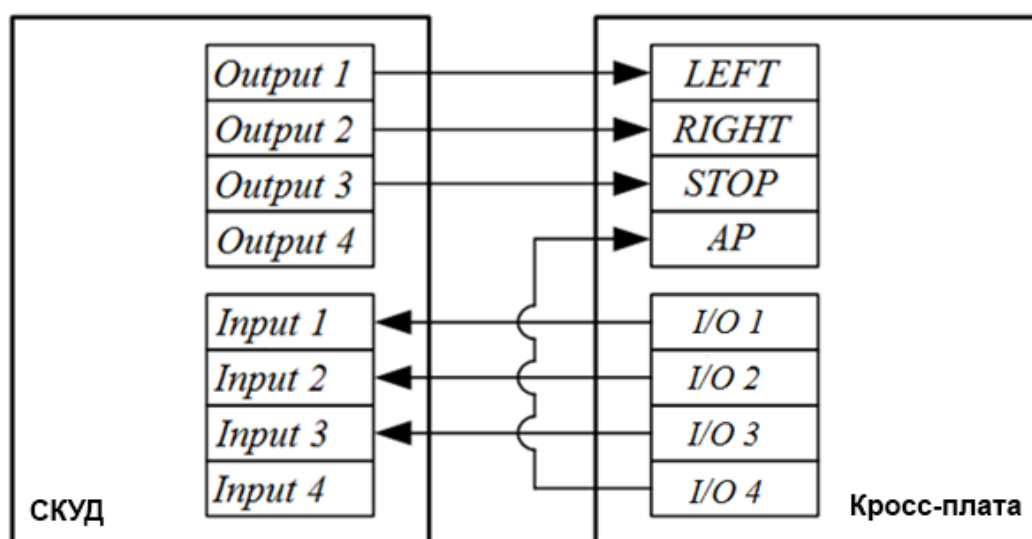 Output 1
Output 2
Output 3
Output 4
Input 1
Input 2
Input 3
Input 4
СКУД
LEFT
RIGHT
STOP
AP
I/O 1
I/O 2
I/O 3
I/O 4
Кросс-плата